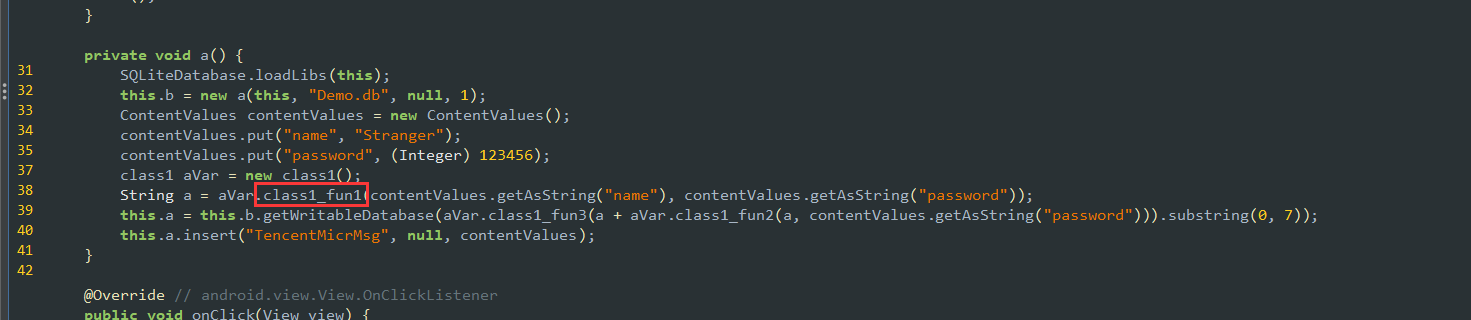 }
private void a() {
31 SQLiteDatabase.loadLibs(this);
32 this.b = new a(this, "Demo.db", null, 1);
33 ContentValues contentValues = new ContentValues();
34 contentValues.put("name", "Stranger");
35 contentValues.put("password", (Integer) 123456);
37 class1 aVar = new class1();
38 String a = aVar.class1_fun1(contentValues.getAsString("name"), contentValues.getAsString("password"));
39 this.a = this.b.getWritableDatabase(aVar.class1_fun3(a + aVar.class1_fun2(a, contentValues.getAsString("password"))).substring(0, 7));
40 this.a.insert("TencentMicrMsg", null, contentValues);
41 }
42
@Override // android.view.View.OnClickListener
public void onClick(View view) {